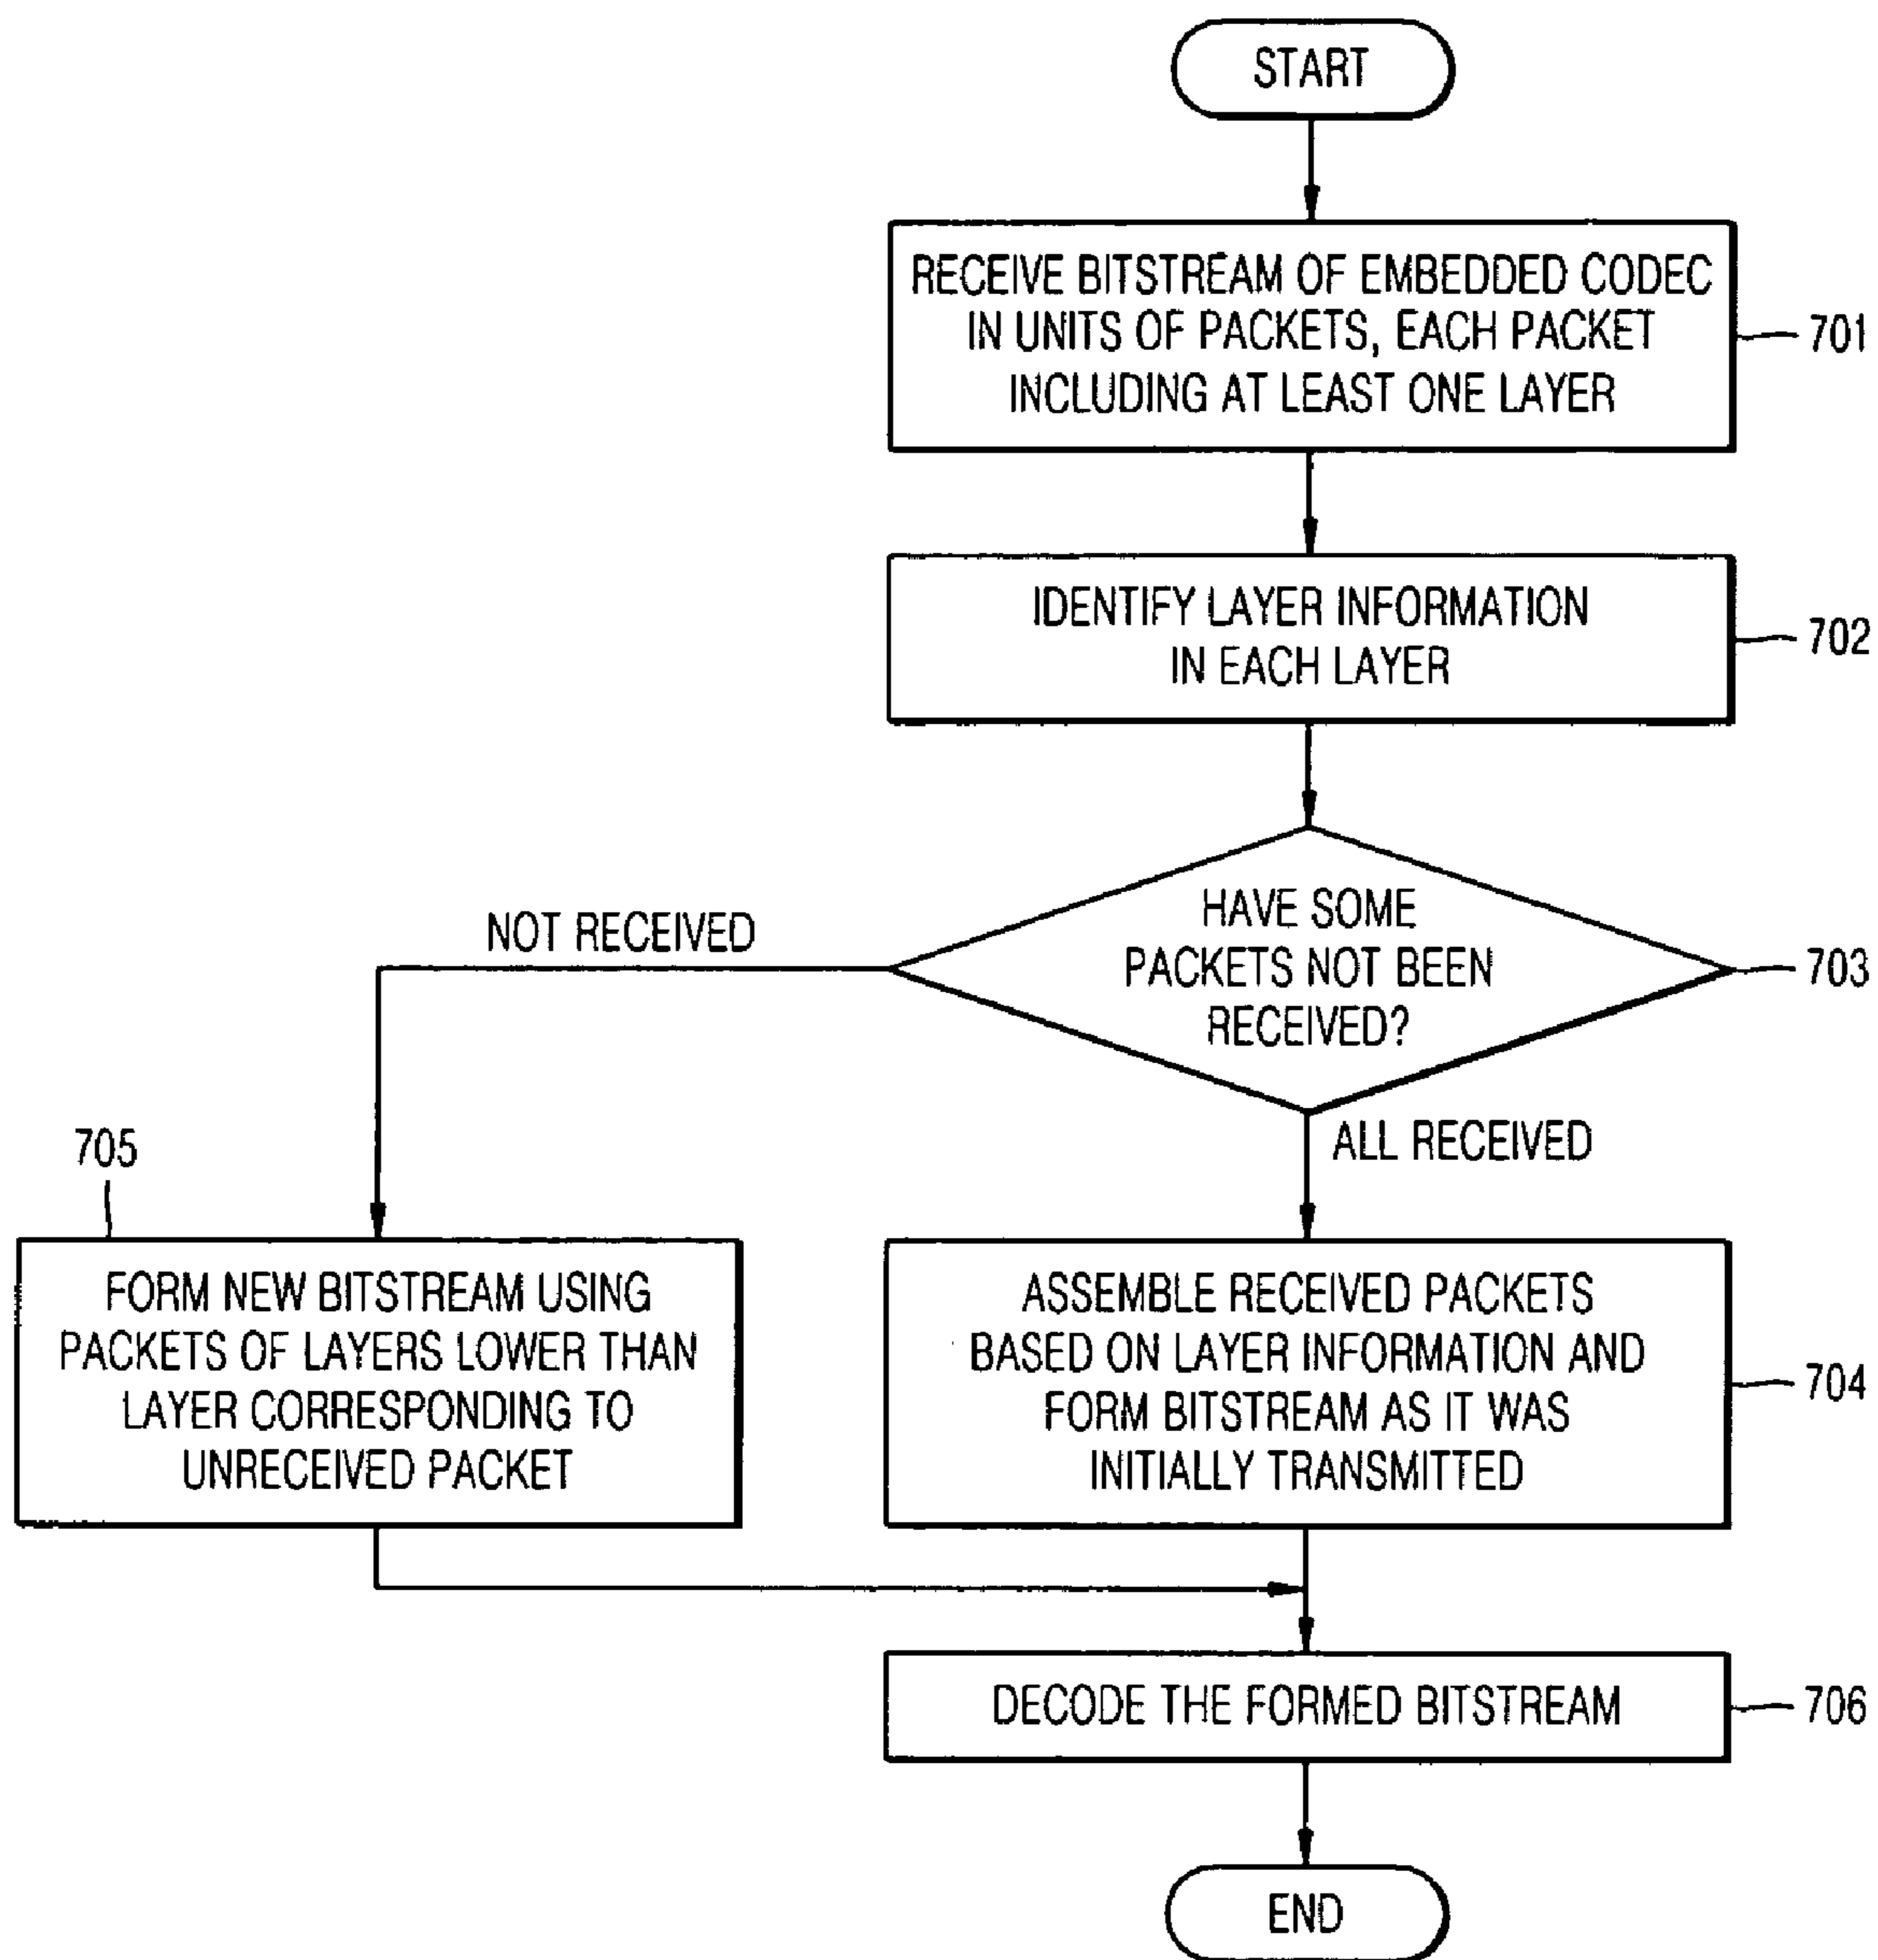 START
RECEIVE BITSTREAM OF EMBEDDED CODEC
IN UNITS OF PACKETS, EACH PACKET
INCLUDING AT LEAST ONE LAYER
701
IDENTIFY LAYER INFORMATION
IN EACH LAYER
702
HAVE SOME
PACKETS NOT BEEN
RECEIVED?
703
NOT RECEIVED
ALL RECEIVED
705
FORM NEW BITSTREAM USING
PACKETS OF LAYERS LOWER THAN
LAYER CORRESPONDING TO
UNRECEIVED PACKET
ASSEMBLE RECEIVED PACKETS
BASED ON LAYER INFORMATION AND
FORM BITSTREAM AS IT WAS
INITIALLY TRANSMITTED
704
DECODE THE FORMED BITSTREAM
706
END